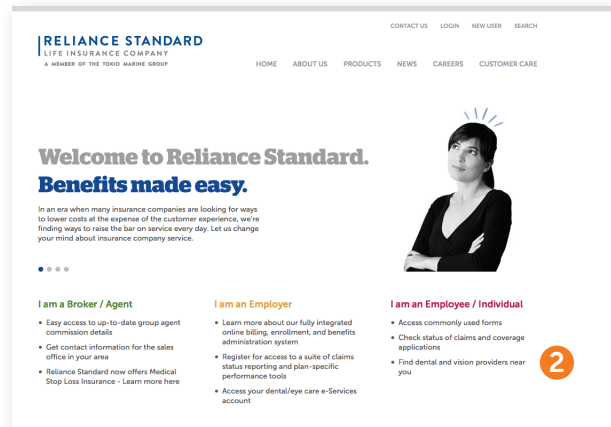 CONTACT US LOGIN NEW USER SEARCH
RELIANCE STANDARD
LIFE INSURANCE COMPANY
A MEMBER OF THE TOKIO MARINE GROUP
HOME ABOUT US PRODUCTS NEWS CAREERS CUSTOMER CARE
Welcome to Reliance Standard.
Benefits made easy.
In an era when many insurance companies are looking for ways
to lower costs at the expense of the customer experience, we're
finding ways to raise the bar on service every day. Let us change
your mind about insurance company service.
I am a Broker / Agent
• Easy access to up-to-date group agent
commission details
• Get contact information for the sales
office in your area
• Reliance Standard now offers Medical
Stop Loss Insurance - Learn more here
I am an Employer
• Learn more about our fully integrated
online billing, enrollment, and benefits
administration system
• Register for access to a suite of claims
status reporting and plan-specific
performance tools
• Access your dental/eye care e-Services
account
I am an Employee / Individual
• Access commonly used forms
• Check status of claims and coverage
applications
• Find dental and vision providers near
you
2